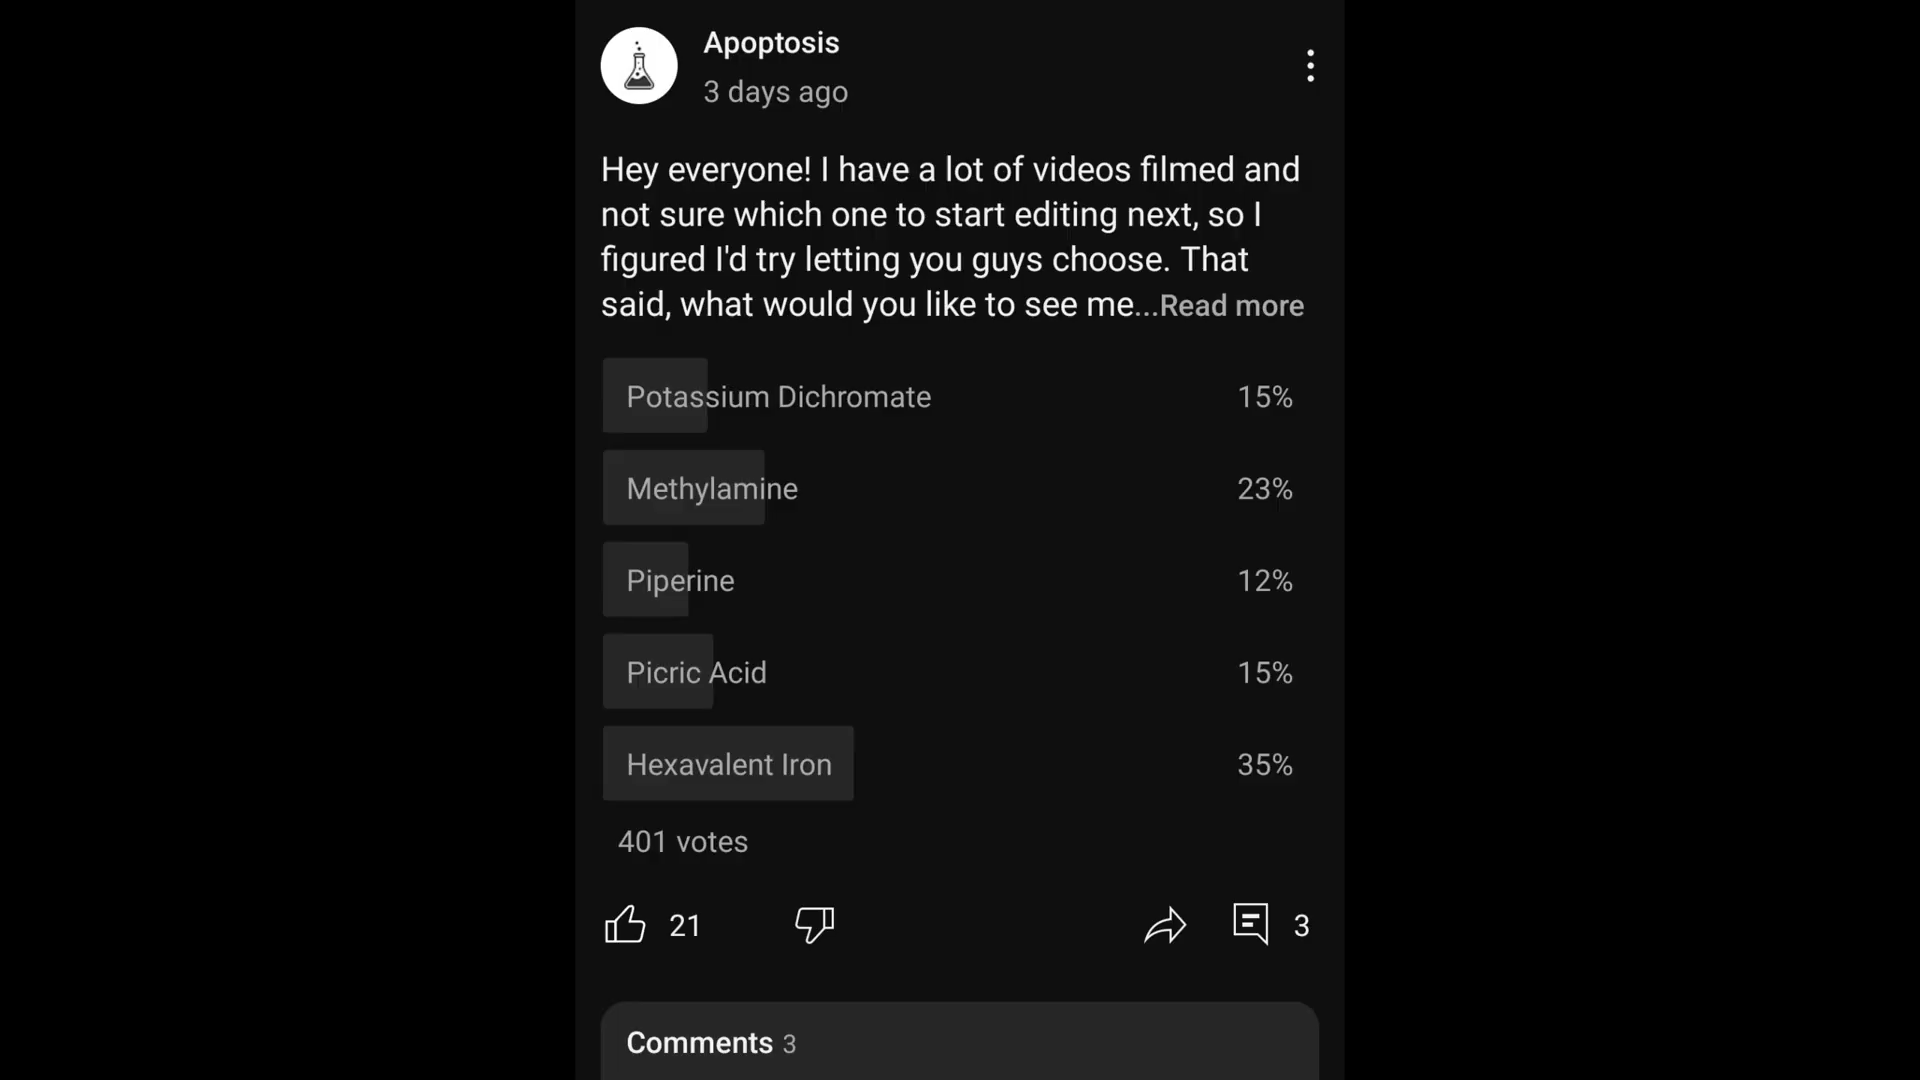 Apoptosis
3 days ago
Hey everyone! I have a lot of videos filmed and
not sure which one to start editing next, so I
figured I'd try letting you guys choose. That
said, what would you like to see me...Read more
Potassium Dichromate 15%
Methylamine 23%
Piperine 12%
Picric Acid 15%
Hexavalent Iron 35%
401 votes
21 3
Comments 3